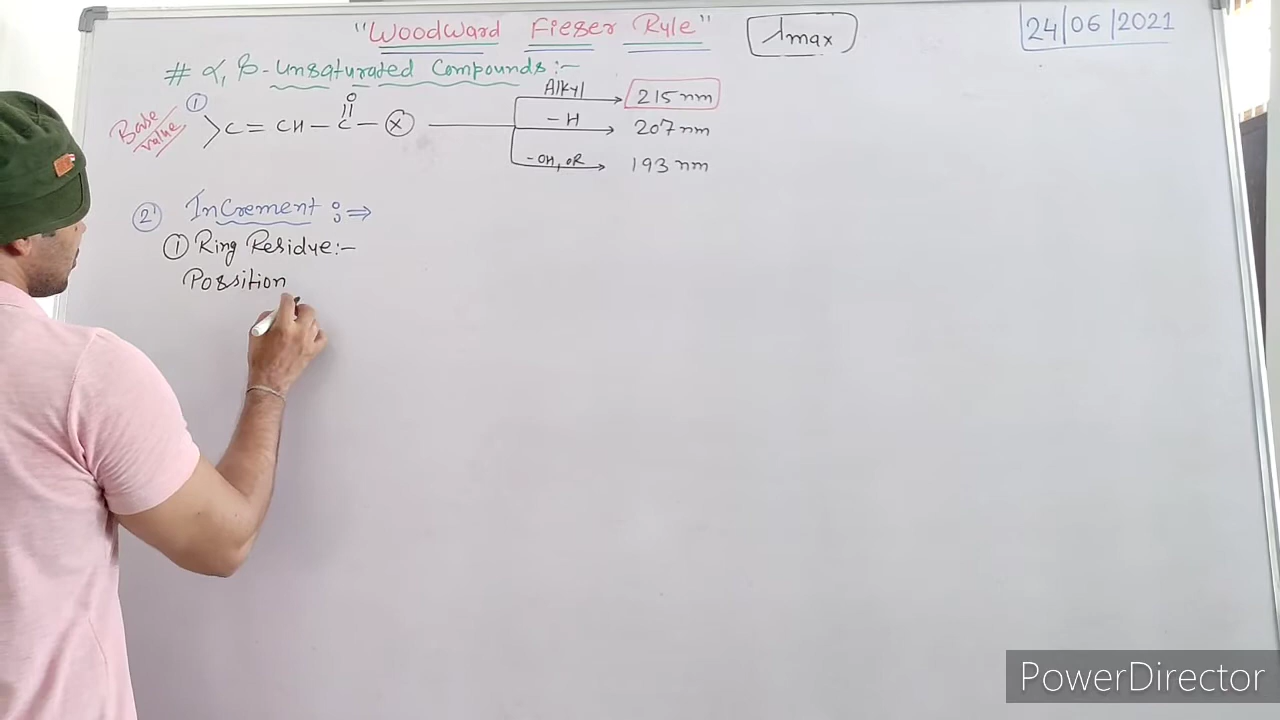 "Woodward Fieser Rule" λmax
24/06/2021
# α, β-Unsaturated Compounds:-
Base value ① >C = CH - C - X
O
Alkyl 215 nm
- H 207 nm
- OH, OR 193 nm
② Increment :⇒
① Ring Residue:-
Possition
PowerDirector